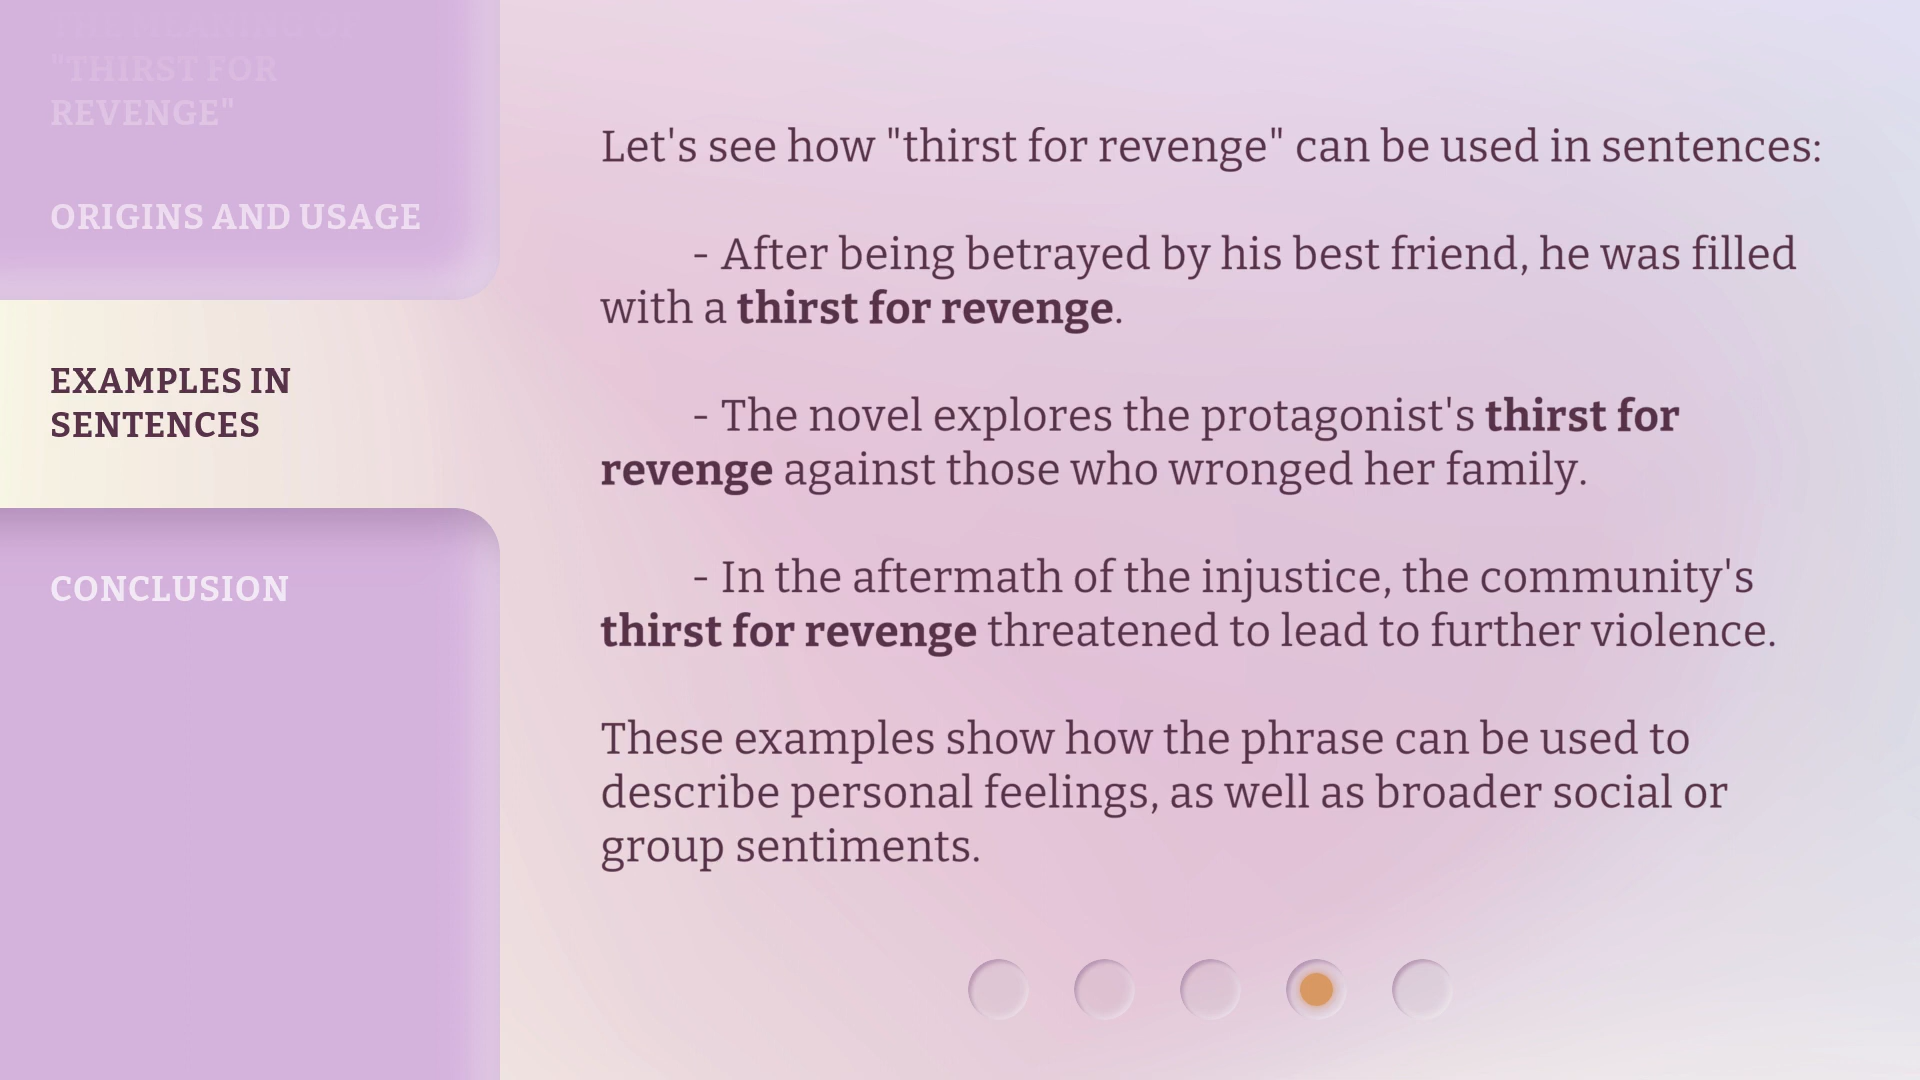 THE MEANING OF
"THIRST FOR
REVENGE"
ORIGINS AND USAGE
EXAMPLES IN
SENTENCES
CONCLUSION
Let's see how "thirst for revenge" can be used in sentences:
- After being betrayed by his best friend, he was filled
with a thirst for revenge.
- The novel explores the protagonist's thirst for
revenge against those who wronged her family.
- In the aftermath of the injustice, the community's
thirst for revenge threatened to lead to further violence.
These examples show how the phrase can be used to
describe personal feelings, as well as broader social or
group sentiments.